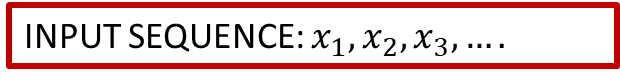 INPUT SEQUENCE: x₁, x₂, x₃, ... .